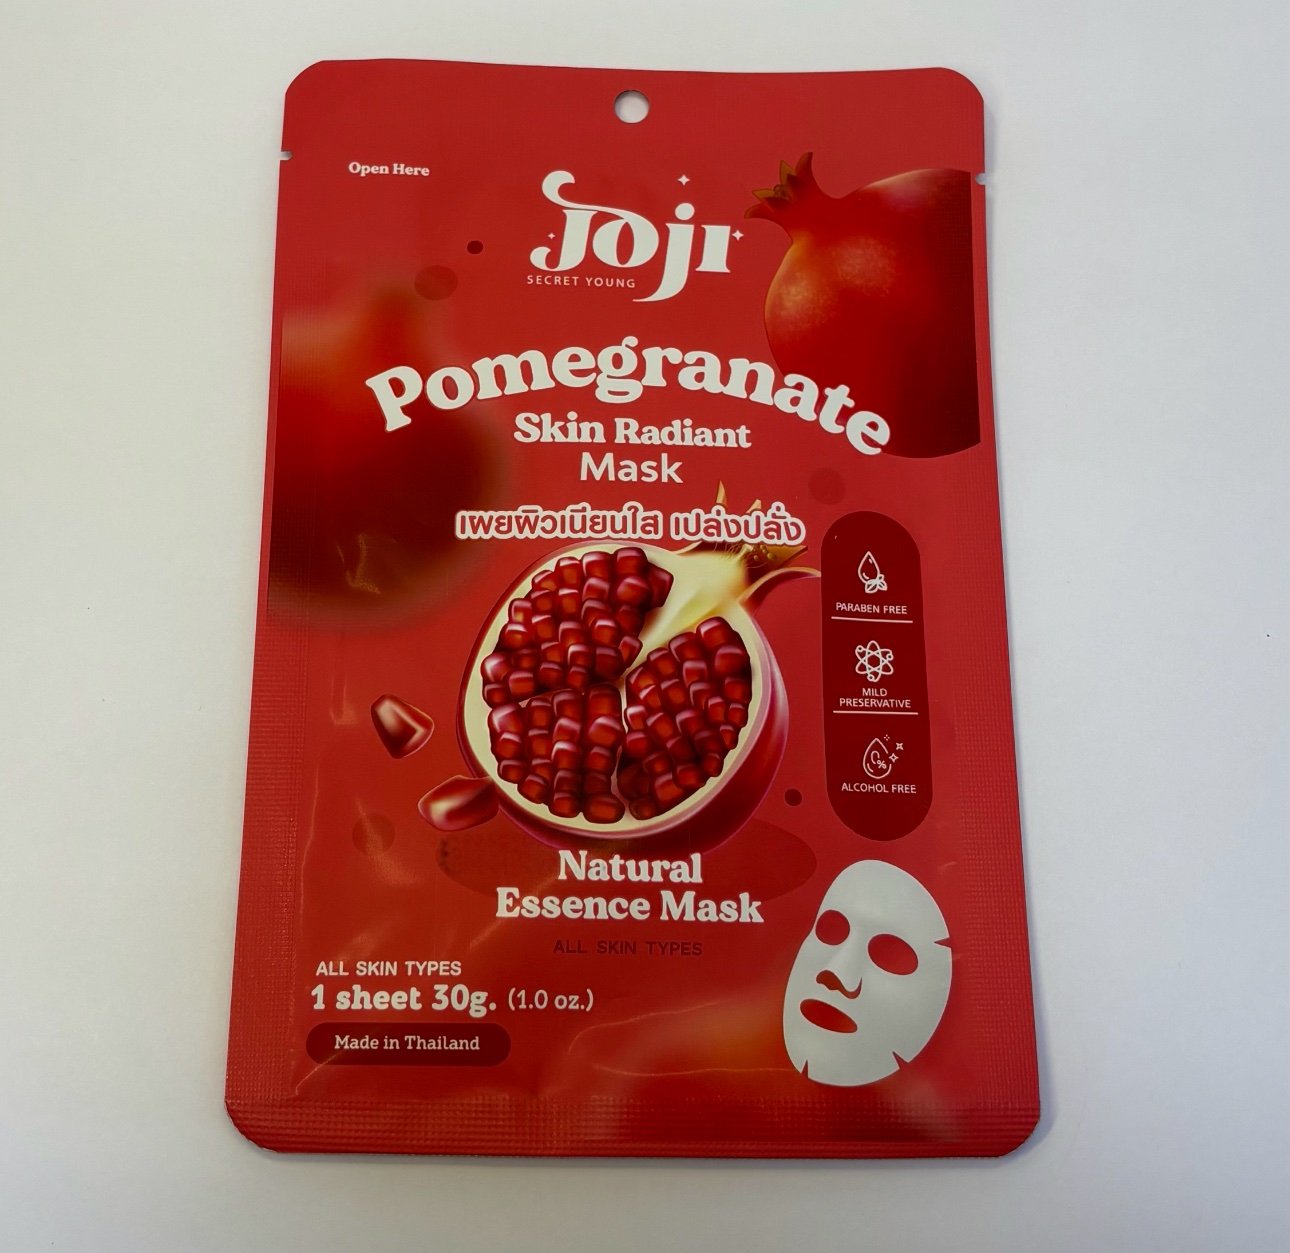 Open Here
Joji
SECRET YOUNG
Pomegranate
Skin Radiant
Mask
เผยผิวเนียนใส เปล่งปลั่ง
PARABEN FREE
MILD
PRESERVATIVE
%
ALCOHOL FREE
Natural
Essence Mask
ALL SKIN TYPES
ALL SKIN TYPES
1 sheet 30g. (1.0 oz.)
Made in Thailand